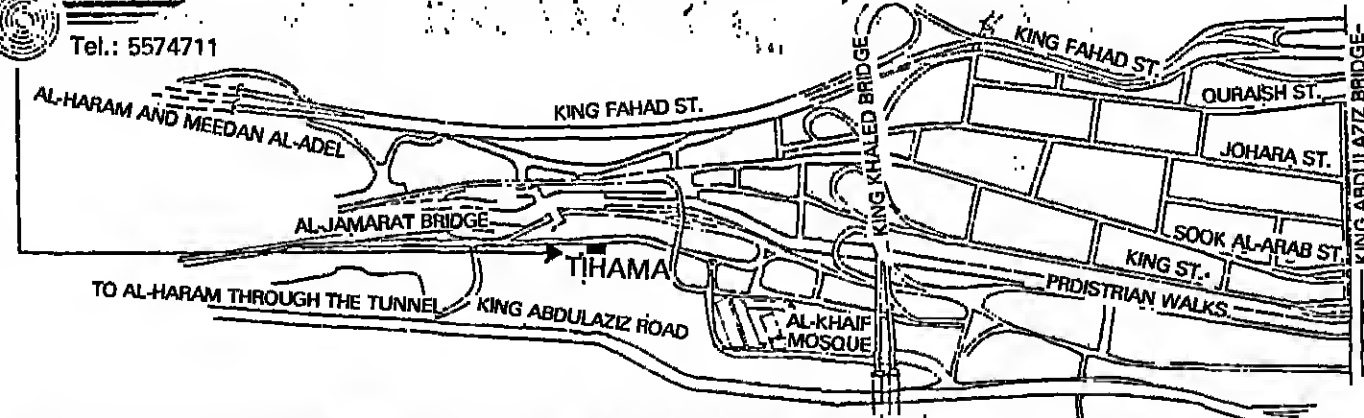 Tel.: 5574711
KING FAHAD ST.
QURAISH ST.
AL-HARAM AND MEEDAN AL-ADEL
KING FAHAD ST.
KING KHALED BRIDGE
JOHARA ST.
KING ABDULAZIZ BRIDGE
AL-JAMARAT BRIDGE
SOOK AL-ARAB ST.
TIHAMA
KING ST.
TO AL-HARAM THROUGH THE TUNNEL
KING ABDULAZIZ ROAD
PRDISTRIAN WALKS
AL-KHAIF
MOSQUE